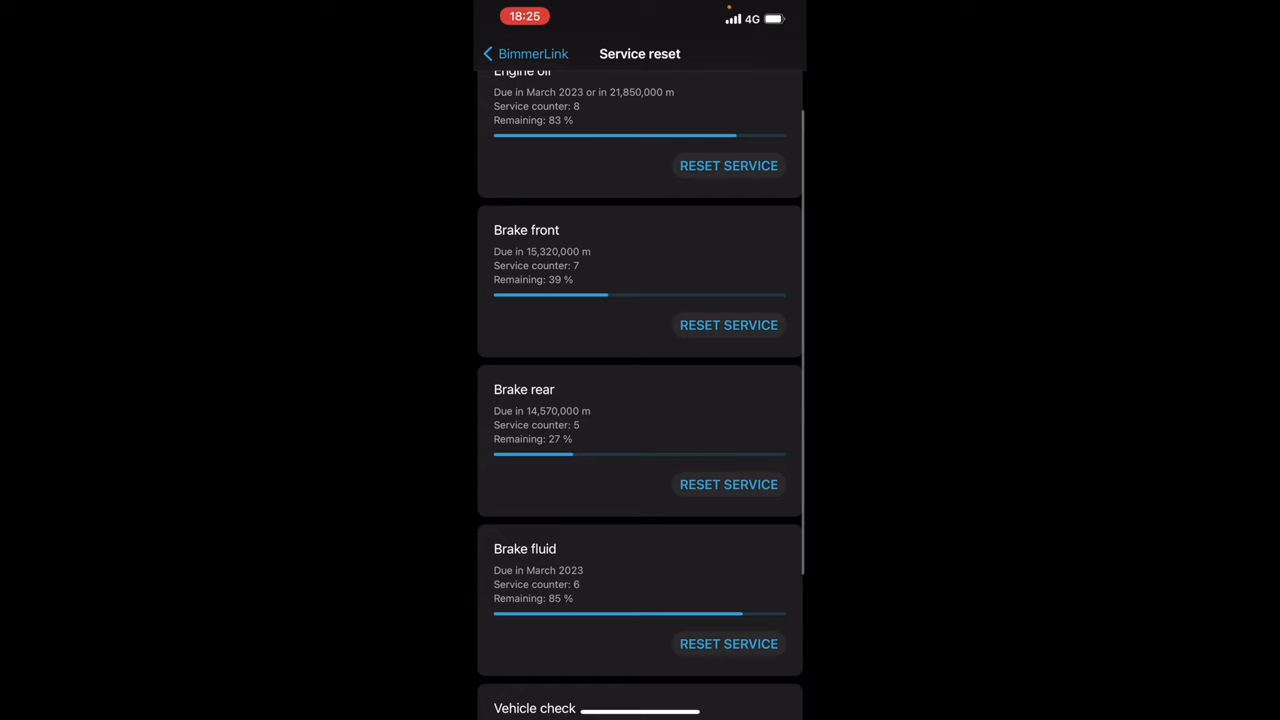 18:25
4G
BimmerLink
Service reset
Engine oil
Due in March 2023 or in 21,850,000 m
Service counter: 8
Remaining: 83 %
RESET SERVICE
Brake front
Due in 15,320,000 m
Service counter: 7
Remaining: 39 %
RESET SERVICE
Brake rear
Due in 14,570,000 m
Service counter: 5
Remaining: 27 %
RESET SERVICE
Brake fluid
Due in March 2023
Service counter: 6
Remaining: 85 %
RESET SERVICE
Vehicle check